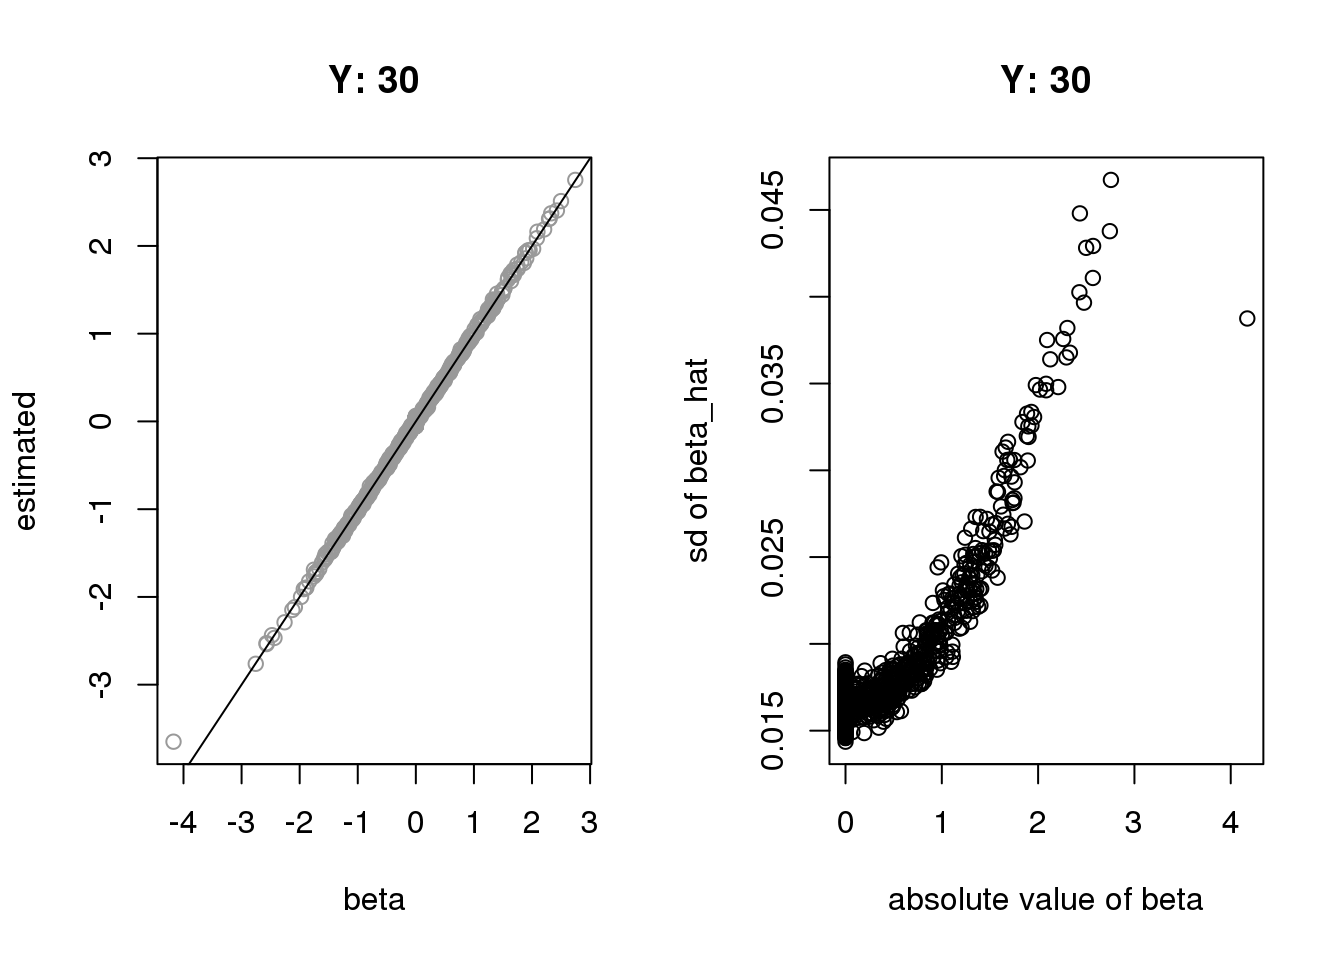 Y: 30
3
2
1
0
-1
-2
-3
estimated
-4 -3 -2 -1 0 1 2 3
beta
Y: 30
0.045
0.035
0.025
0.015
sd of beta_hat
0 1 2 3 4
absolute value of beta